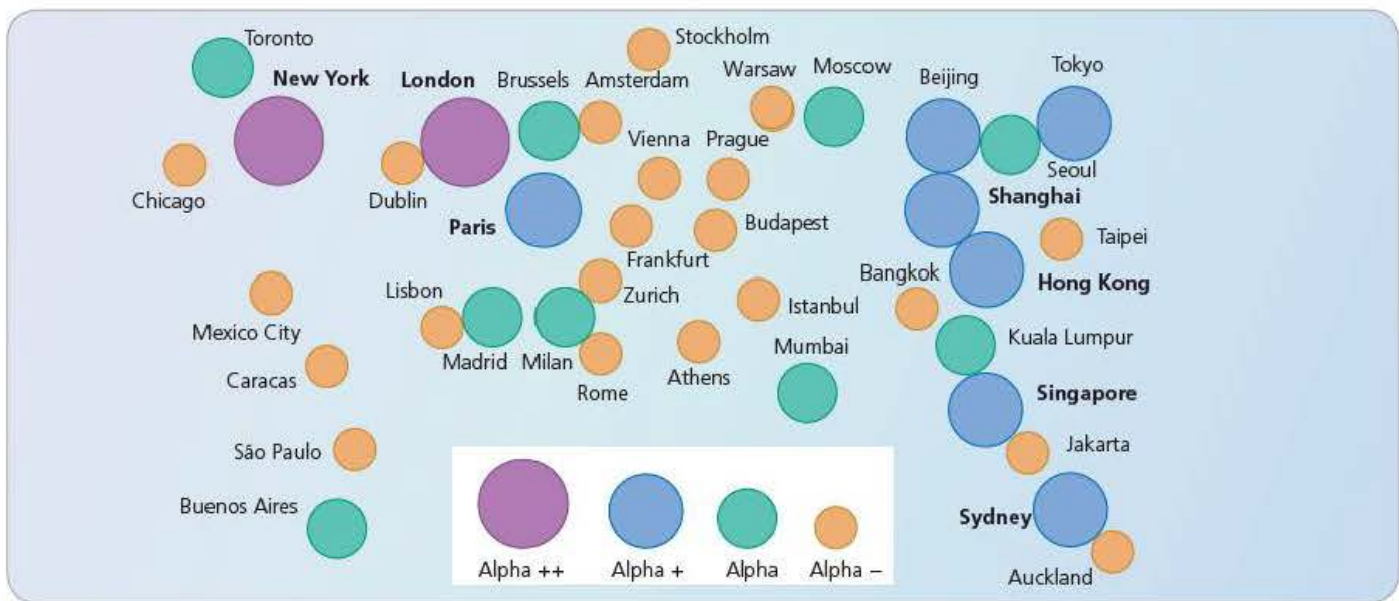 Toronto
Stockholm
New York
London
Brussels
Amsterdam
Warsaw
Moscow
Beijing
Tokyo
Vienna
Prague
Chicago
Dublin
Paris
Seoul
Shanghai
Budapest
Taipei
Frankfurt
Bangkok
Hong Kong
Lisbon
Zurich
Istanbul
Mexico City
Madrid
Milan
Mumbai
Kuala Lumpur
Caracas
Rome
Athens
Singapore
São Paulo
Jakarta
Buenos Aires
Sydney
Auckland
Alpha ++
Alpha +
Alpha
Alpha –